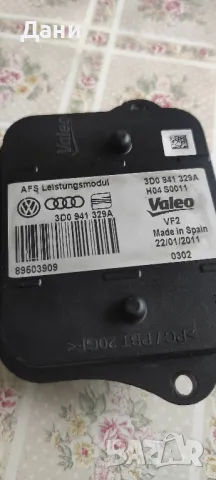 Дани
AFS Leistungsmodul
3D0 941 329A
H04 S0011
Valeo
VF2
Made in Spain
22/01/2011
0302
3D0 941 329A
89603909
>PC/PBT 20GF<
bazar